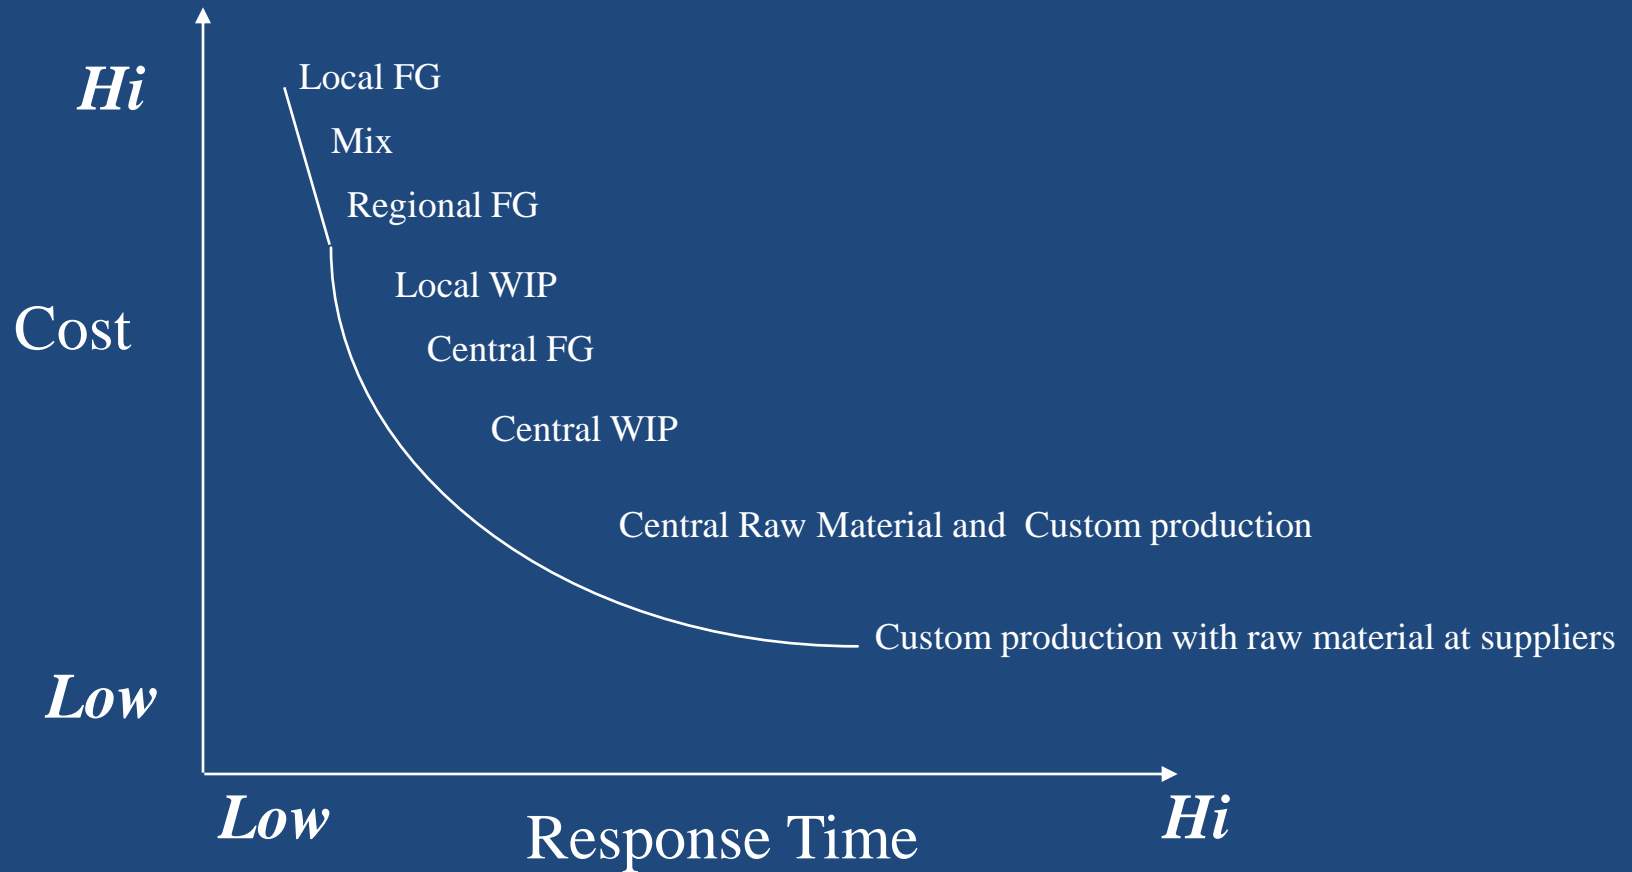 Hi
Local FG
Mix
Regional FG
Local WIP
Cost
Central FG
Central WIP
Central Raw Material and  Custom production
Custom production with raw material at suppliers
Low
Low
Response Time
Hi